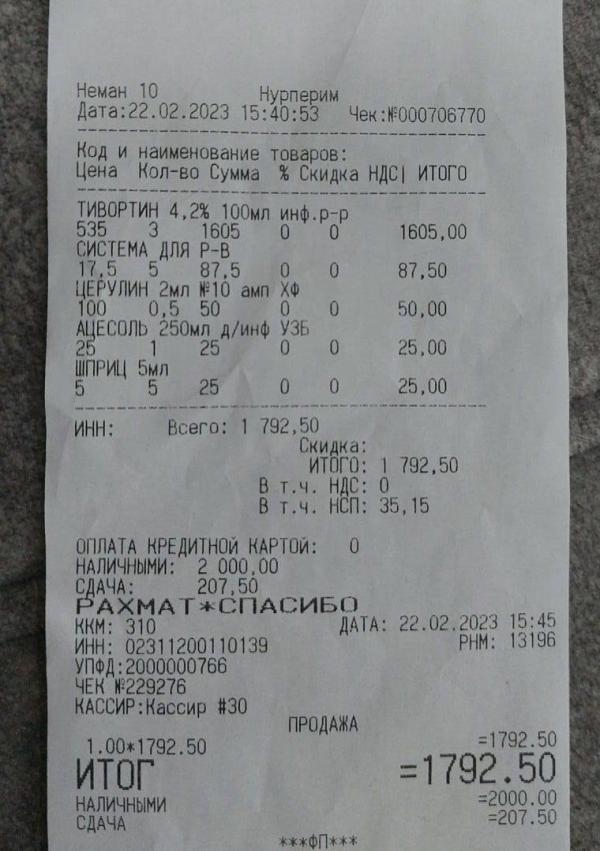 Неман 10 Нурперим
Дата:22.02.2023 15:40:53 Чек:№000706770
Код и наименование товаров:
Цена Кол-во Сумма % Скидка НДС| ИТОГО
ТИВОРТИН 4,2% 100мл инф.р-р
535 3 1605 0 0 1605,00
СИСТЕМА ДЛЯ Р-В
17,5 5 87,5 0 0 87,50
ЦЕРУЛИН 2мл №10 амп ХФ
100 0,5 50 0 0 50,00
АЦЕСОЛЬ 250мл д/инф УЗБ
25 1 25 0 0 25,00
ШПРИЦ 5мл
5 5 25 0 0 25,00
ИНН: Всего: 1 792,50
Скидка:
ИТОГО: 1 792,50
В т.ч. НДС: 0
В т.ч. НСП: 35,15
ОПЛАТА КРЕДИТНОЙ КАРТОЙ: 0
НАЛИЧНЫМИ: 2 000,00
СДАЧА: 207,50
РАХМАТ*СПАСИБО
ККМ: 310 ДАТА: 22.02.2023 15:45
ИНН: 02311200110139 РНМ: 13196
УПФД:2000000766
ЧЕК №229276
КАССИР:Кассир #30
ПРОДАЖА
1.00*1792.50 =1792.50
ИТОГ =1792.50
НАЛИЧНЫМИ =2000.00
СДАЧА =207.50
***ФП***